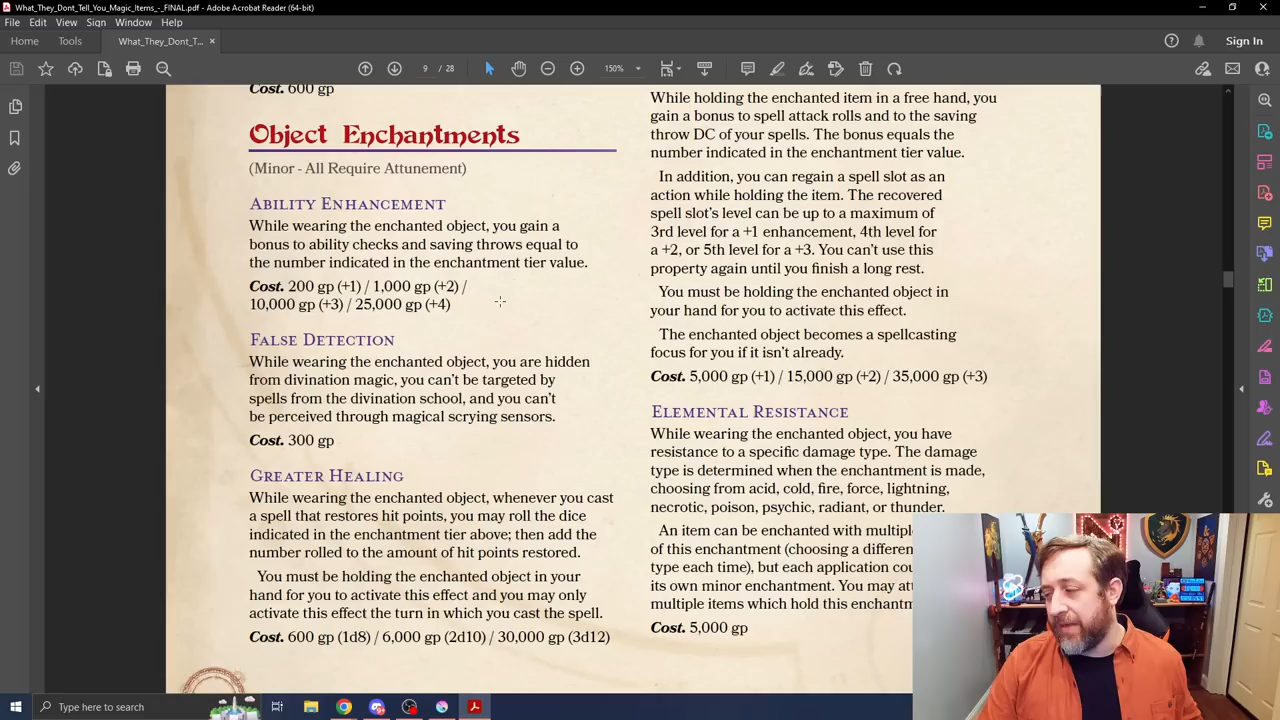 What_They_Dont_Tell_You_Magic_Items_-_FINAL.pdf - Adobe Acrobat Reader (64-bit)
File Edit View Sign Window Help
Home Tools What_They_Dont_T... × Sign In
9 / 28 150%
Cost. 600 gp
Object Enchantments
(Minor - All Require Attunement)
Ability Enhancement
While wearing the enchanted object, you gain a
bonus to ability checks and saving throws equal to
the number indicated in the enchantment tier value.
Cost. 200 gp (+1) / 1,000 gp (+2) /
10,000 gp (+3) / 25,000 gp (+4)
False Detection
While wearing the enchanted object, you are hidden
from divination magic, you can't be targeted by
spells from the divination school, and you can't
be perceived through magical scrying sensors.
Cost. 300 gp
Greater Healing
While wearing the enchanted object, whenever you cast
a spell that restores hit points, you may roll the dice
indicated in the enchantment tier above; then add the
number rolled to the amount of hit points restored.
You must be holding the enchanted object in your
hand for you to activate this effect and you may only
activate this effect the turn in which you cast the spell.
Cost. 600 gp (1d8) / 6,000 gp (2d10) / 30,000 gp (3d12)
While holding the enchanted item in a free hand, you
gain a bonus to spell attack rolls and to the saving
throw DC of your spells. The bonus equals the
number indicated in the enchantment tier value.
In addition, you can regain a spell slot as an
action while holding the item. The recovered
spell slot's level can be up to a maximum of
3rd level for a +1 enhancement, 4th level for
a +2, or 5th level for a +3. You can't use this
property again until you finish a long rest.
You must be holding the enchanted object in
your hand for you to activate this effect.
The enchanted object becomes a spellcasting
focus for you if it isn't already.
Cost. 5,000 gp (+1) / 15,000 gp (+2) / 35,000 gp (+3)
Elemental Resistance
While wearing the enchanted object, you have
resistance to a specific damage type. The damage
type is determined when the enchantment is made,
choosing from acid, cold, fire, force, lightning,
necrotic, poison, psychic, radiant, or thunder.
An item can be enchanted with
of this enchantment (choosing a
type each time), but each application
its own minor enchantment. You may
multiple items which hold this
Cost. 5,000 gp
Type here to search